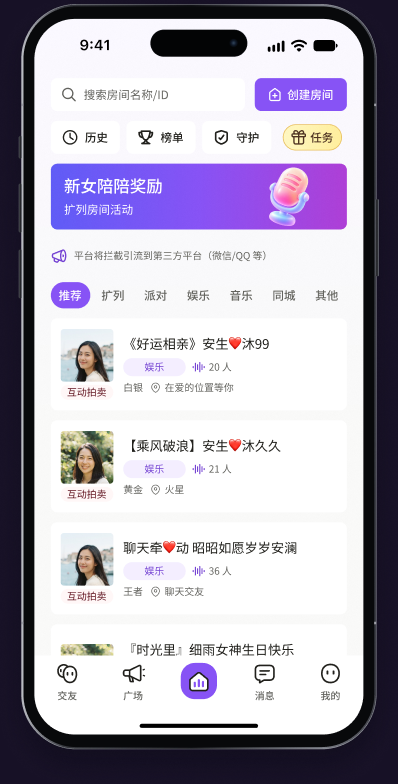 9:41
搜索房间名称/ID
创建房间
历史
榜单
守护
任务
新女陪陪奖励
扩列房间活动
平台将拦截引流到第三方平台（微信/QQ 等）
推荐 扩列 派对 娱乐 音乐 同城 其他
《好运相亲》安生❤️沐99
娱乐 20 人
白银 在爱的位置等你
互动拍卖
【乘风破浪】安生❤️沐久久
娱乐 21 人
黄金 火星
互动拍卖
聊天牵❤️动 昭昭如愿岁岁安澜
娱乐 36 人
王者 聊天交友
互动拍卖
『时光里』细雨女神生日快乐
交友 广场 消息 我的